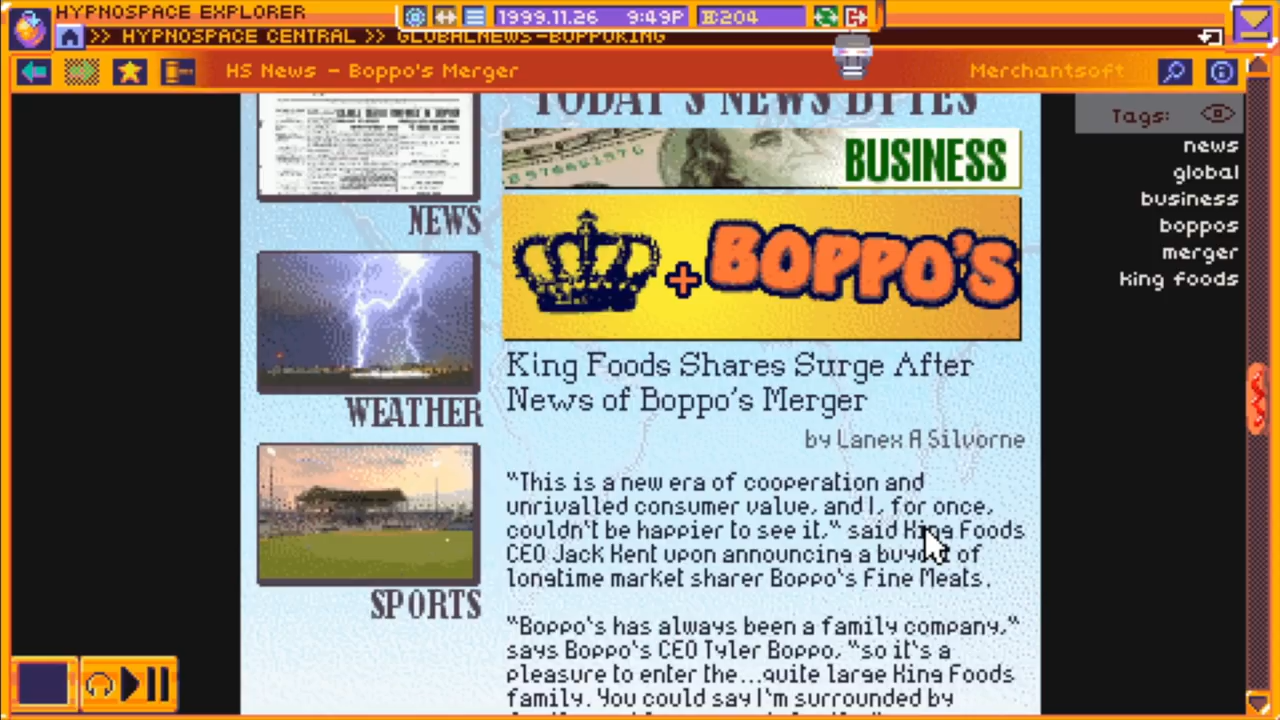 HYPNOSPACE EXPLORER
1999.11.26 9:49P
204
>> HYPNOSPACE CENTRAL >> GLOBALNEWS-BOPPOKING
HS News - Boppo's Merger
Merchantsoft
TODAY'S NEWS BYTES
Tags:
news
global
business
boppos
merger
king foods
BUSINESS
NEWS
+ BOPPO'S
WEATHER
SPORTS
King Foods Shares Surge After
News of Boppo's Merger
by Lanex A Silvorne
"This is a new era of cooperation and
unrivalled consumer value, and I, for once,
couldn't be happier to see it," said King Foods
CEO Jack Kent upon announcing a buyout of
longtime market sharer Boppo's Fine Meats.
"Boppo's has always been a family company,"
says Boppo's CEO Tyler Boppo, "so it's a
pleasure to enter the...quite large King Foods
family. You could say I'm surrounded by